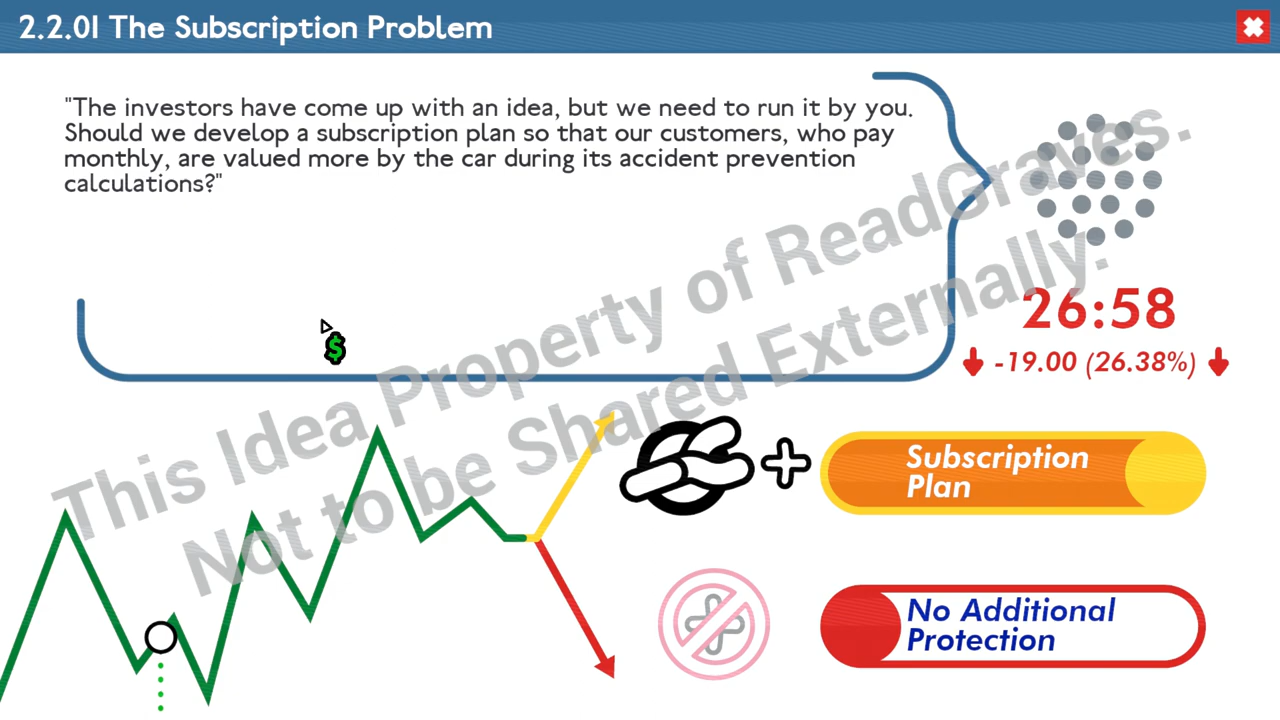 2.2.01 The Subscription Problem
"The investors have come up with an idea, but we need to run it by you.
Should we develop a subscription plan so that our customers, who pay
monthly, are valued more by the car during its accident prevention
calculations?"
This Idea Property of ReadGraves.
Not to be Shared Externally.
26:58
-19.00 (26.38%)
$
Subscription
Plan
No Additional
Protection